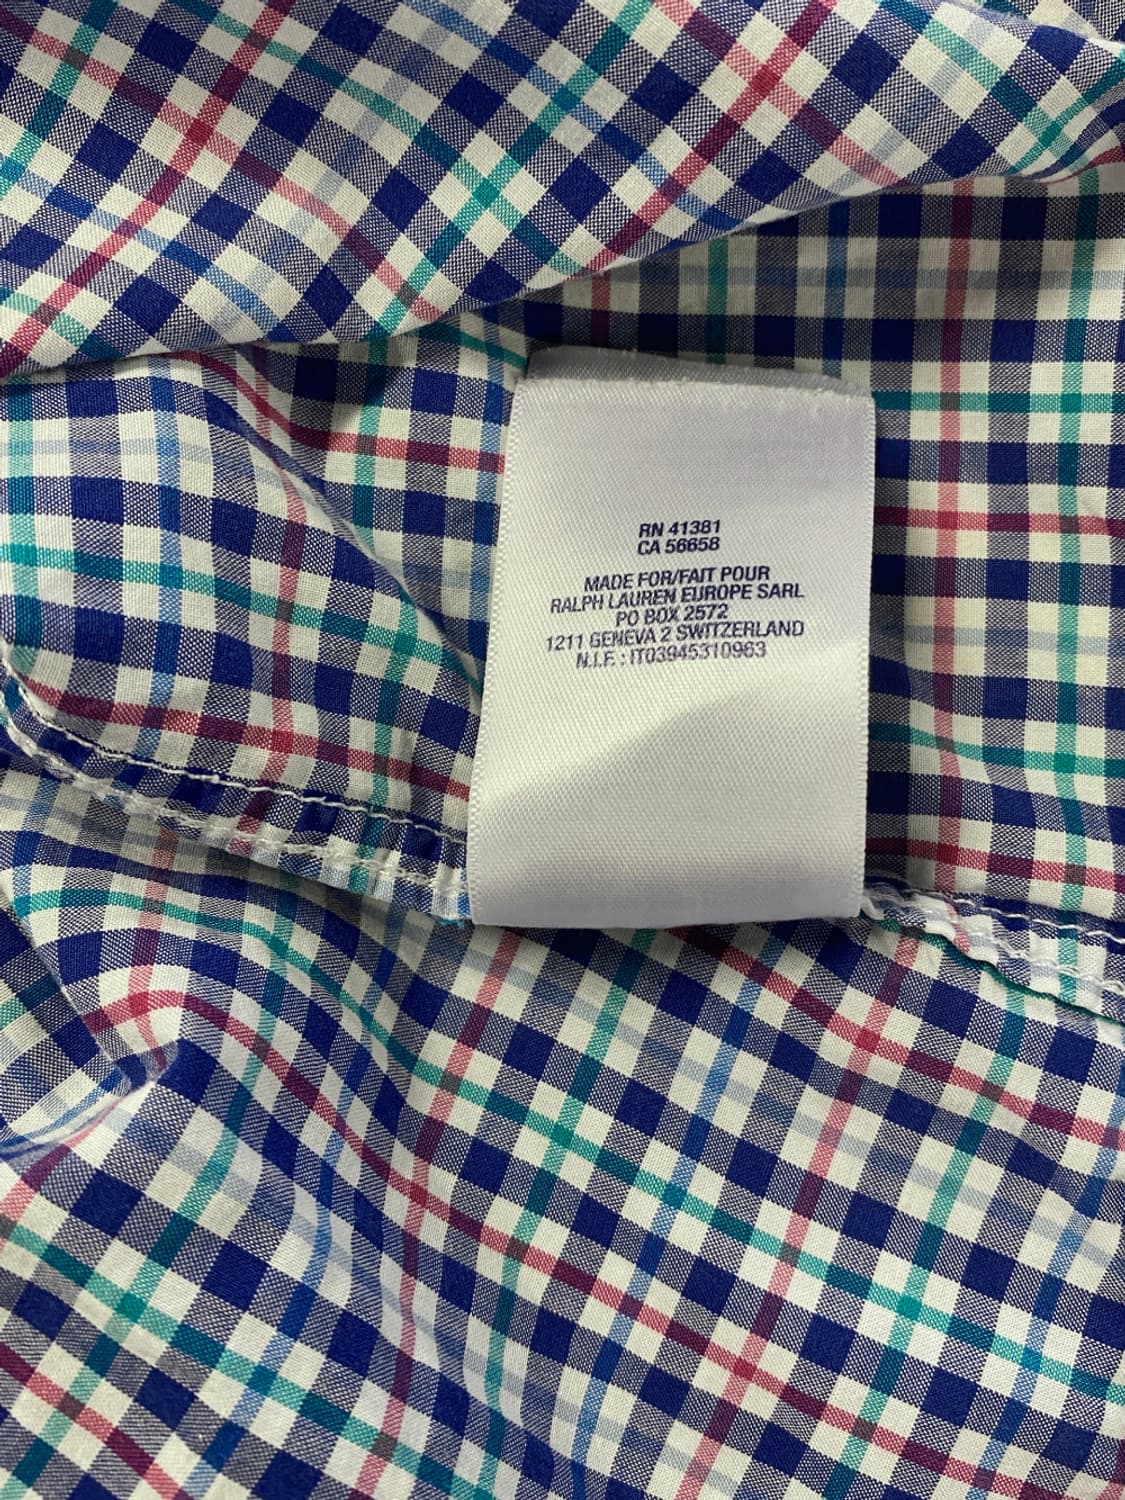 RN 41381
CA 56658
MADE FOR/FAIT POUR
RALPH LAUREN EUROPE SARL
PO BOX 2572
1211 GENEVA 2 SWITZERLAND
N.I.F. : IT03945310963